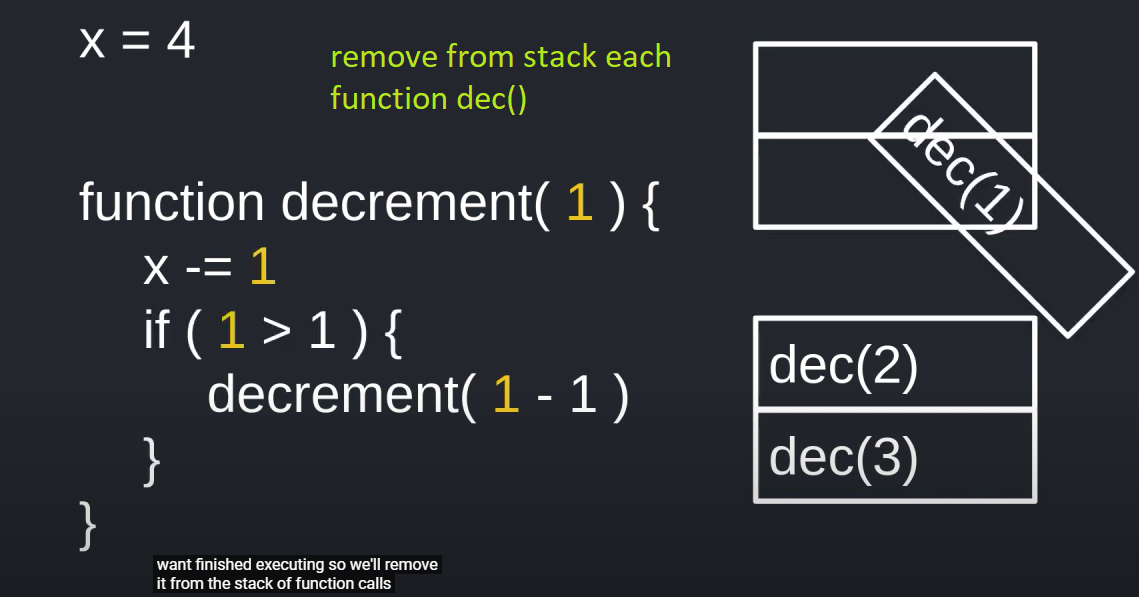 x = 4
remove from stack each
function dec()
function decrement( 1 ) {
x -= 1
if ( 1 > 1 ) {
decrement( 1 - 1 )
}
}
dec(1)
dec(2)
dec(3)
want finished executing so we'll remove
it from the stack of function calls